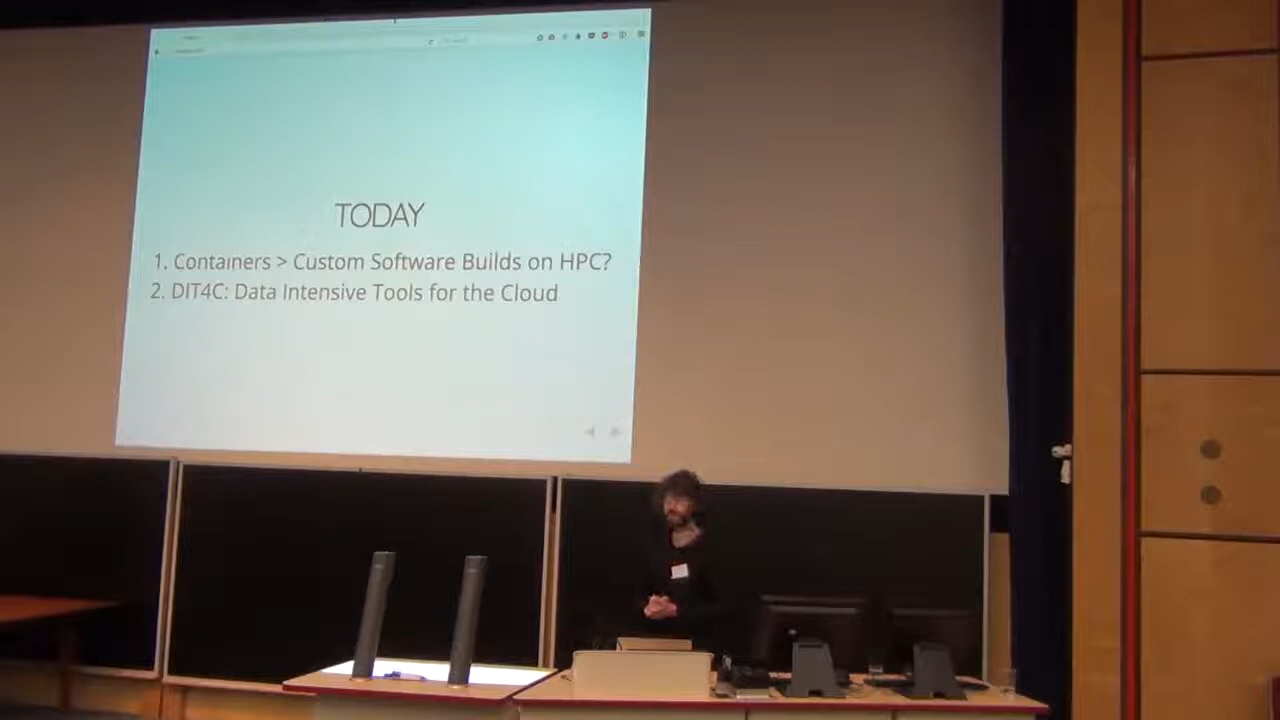 TODAY
1. Containers > Custom Software Builds on HPC?
2. DIT4C: Data Intensive Tools for the Cloud